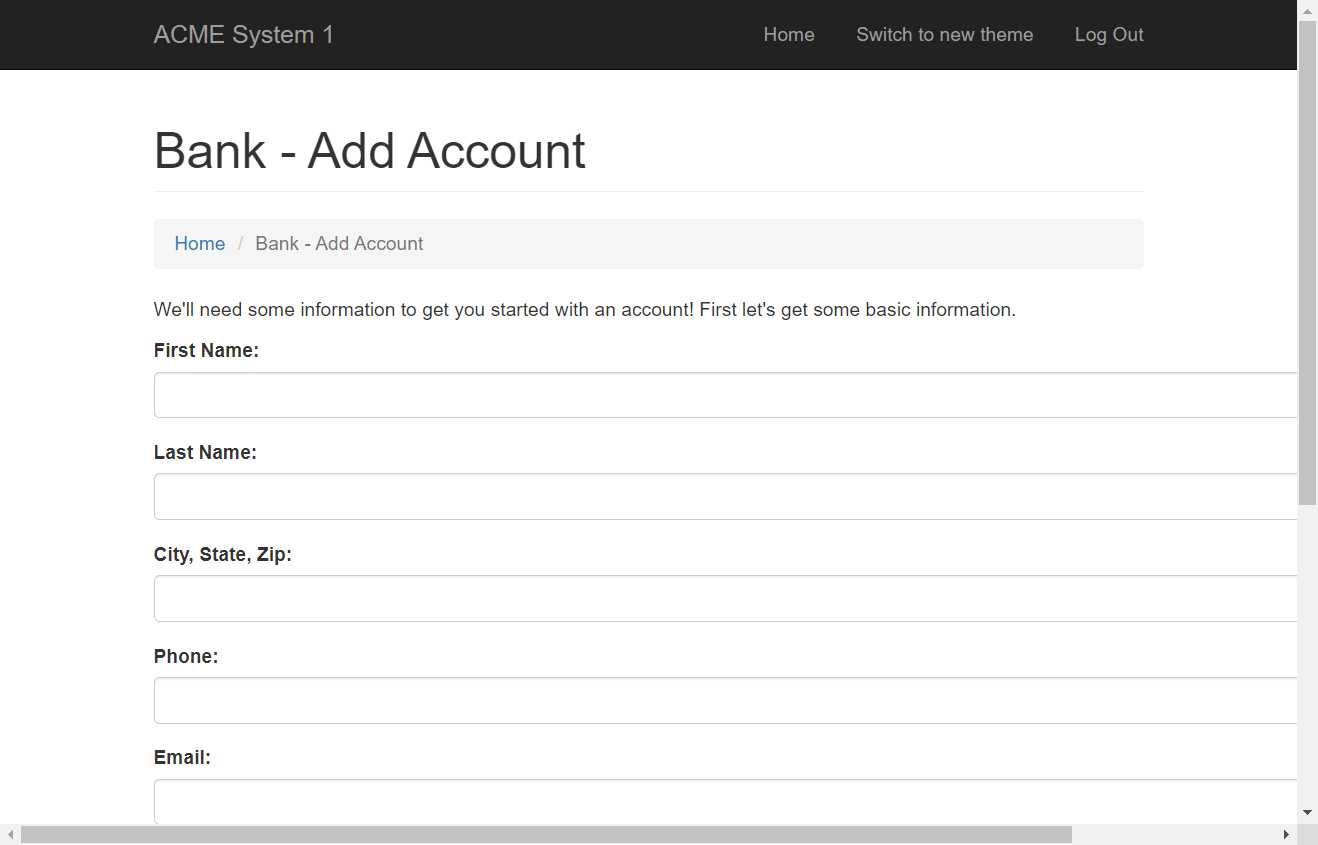 ACME System 1
Home
Switch to new theme
Log Out
Bank - Add Account
Home / Bank - Add Account
We'll need some information to get you started with an account! First let's get some basic information.
First Name:
Last Name:
City, State, Zip:
Phone:
Email: